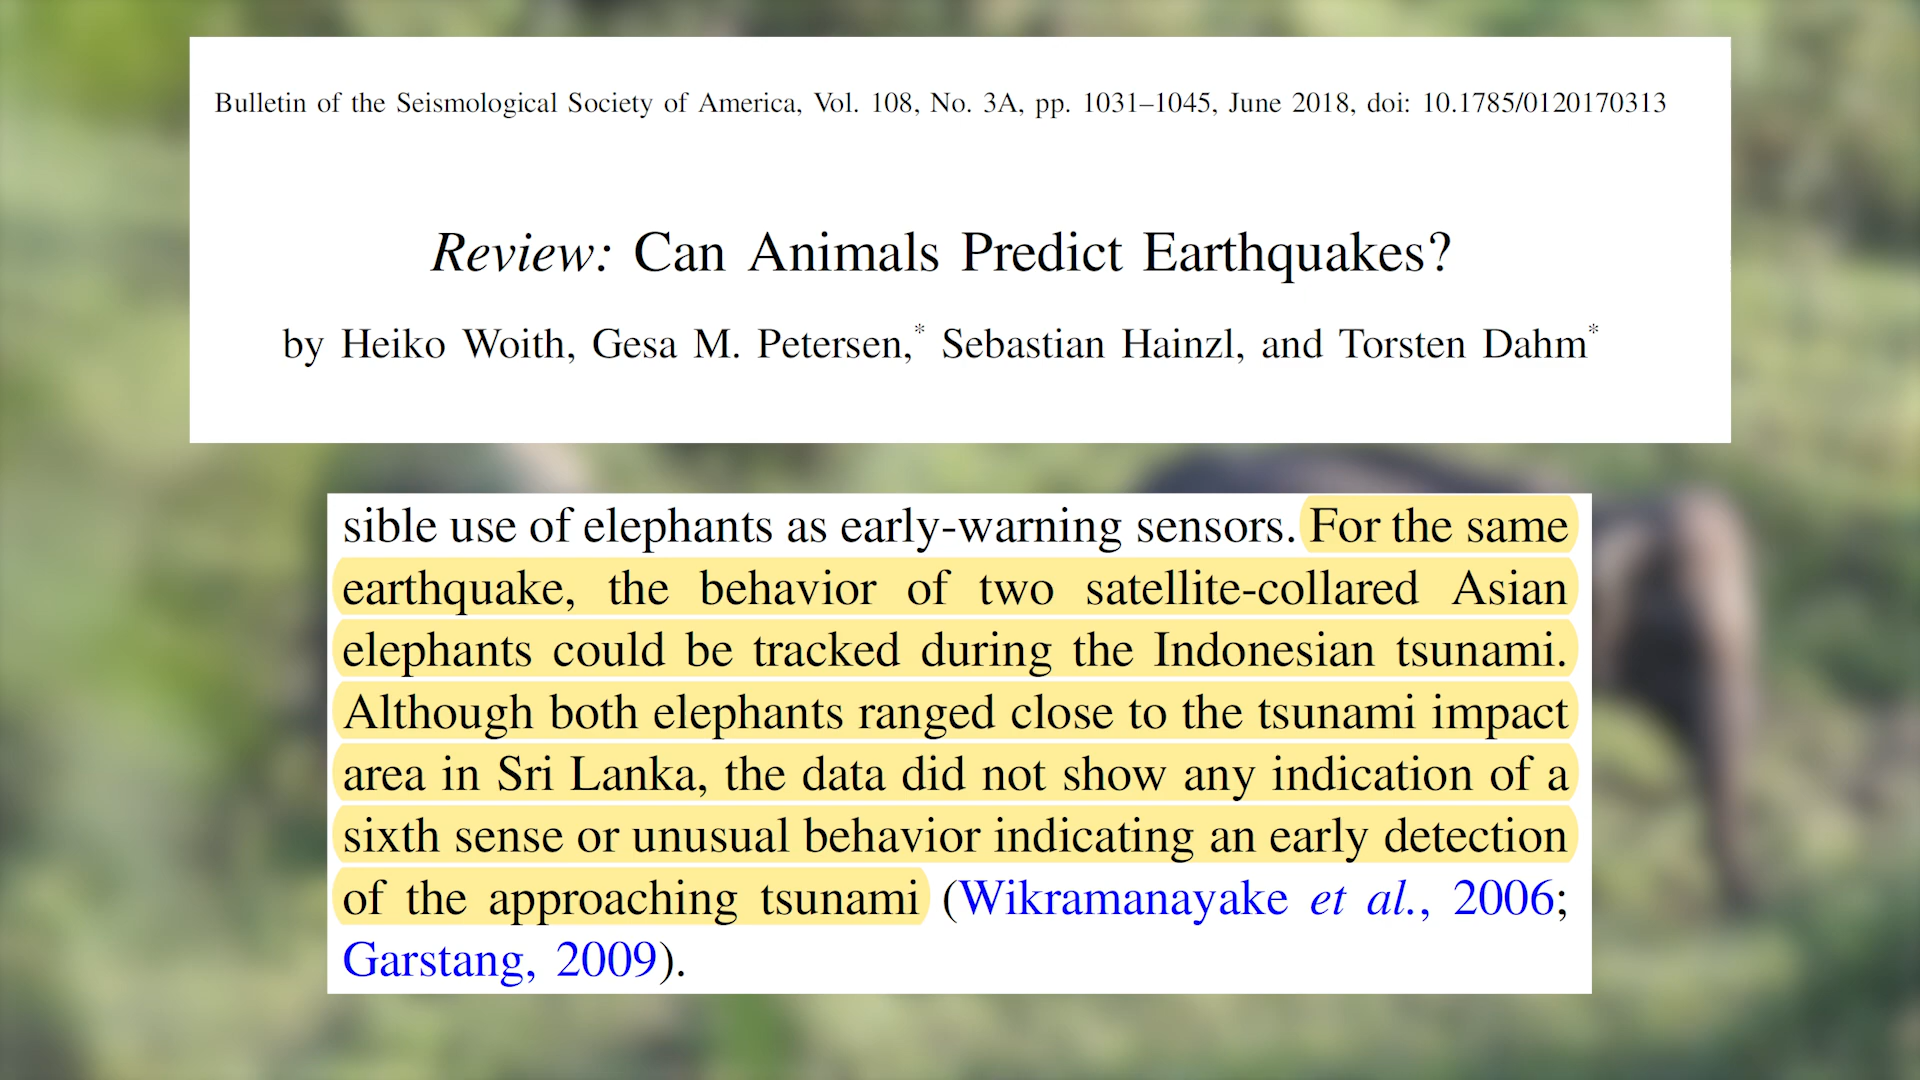 Bulletin of the Seismological Society of America, Vol. 108, No. 3A, pp. 1031–1045, June 2018, doi: 10.1785/0120170313
Review: Can Animals Predict Earthquakes?
by Heiko Woith, Gesa M. Petersen,* Sebastian Hainzl, and Torsten Dahm*
sible use of elephants as early-warning sensors. For the same
earthquake, the behavior of two satellite-collared Asian
elephants could be tracked during the Indonesian tsunami.
Although both elephants ranged close to the tsunami impact
area in Sri Lanka, the data did not show any indication of a
sixth sense or unusual behavior indicating an early detection
of the approaching tsunami (Wikramanayake et al., 2006;
Garstang, 2009).